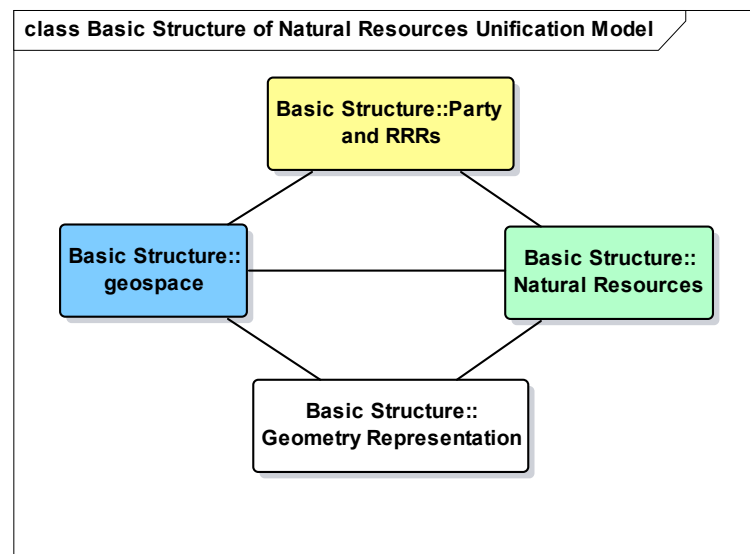 class Basic Structure of Natural Resources Unification Model
Basic Structure::Party
and RRRs
Basic Structure::
geospace
Basic Structure::
Natural Resources
Basic Structure::
Geometry Representation